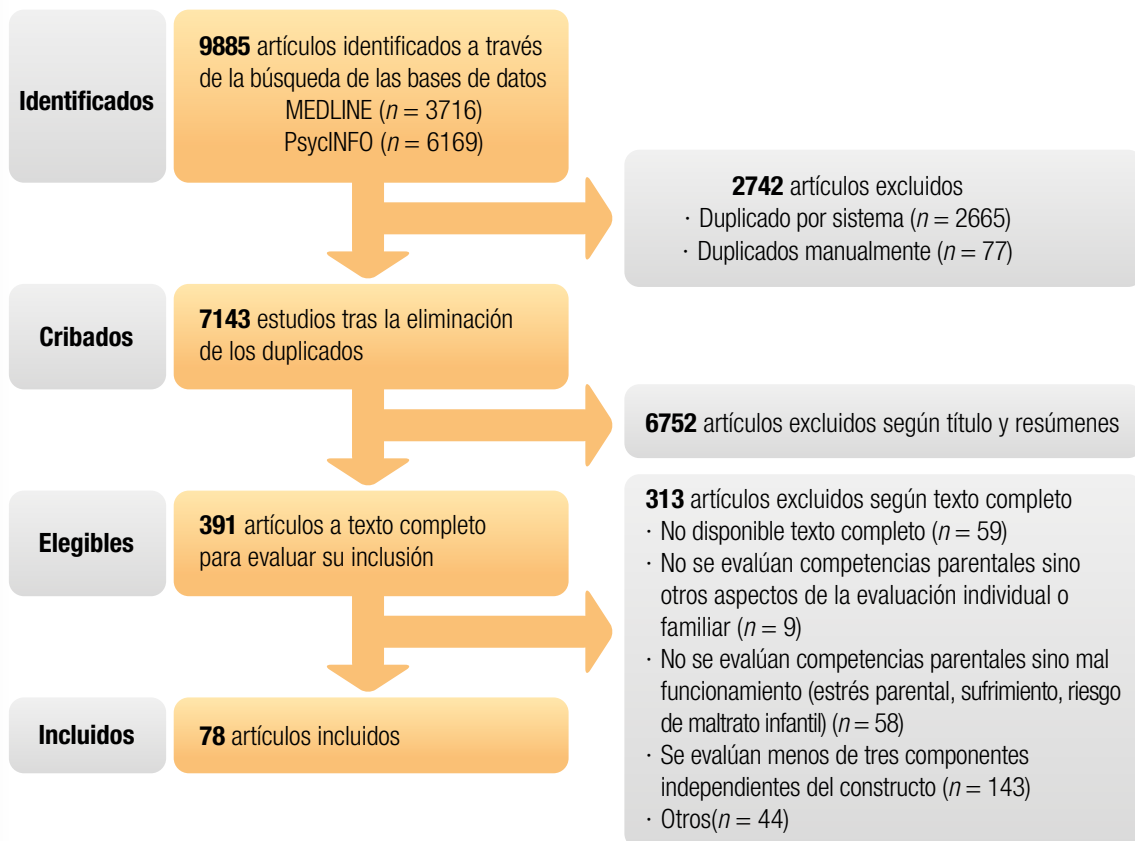 Identificados
9885 artículos identificados a través
de la búsqueda de las bases de datos
MEDLINE (n = 3716)
PsycINFO (n = 6169)
2742 artículos excluidos
· Duplicado por sistema (n = 2665)
· Duplicados manualmente (n = 77)
Cribados
7143 estudios tras la eliminación
de los duplicados
6752 artículos excluidos según título y resúmenes
Elegibles
391 artículos a texto completo
para evaluar su inclusión
313 artículos excluidos según texto completo
· No disponible texto completo (n = 59)
· No se evalúan competencias parentales sino
otros aspectos de la evaluación individual o
familiar (n = 9)
· No se evalúan competencias parentales sino mal
funcionamiento (estrés parental, sufrimiento, riesgo
de maltrato infantil) (n = 58)
· Se evalúan menos de tres componentes
independientes del constructo (n = 143)
· Otros(n = 44)
Incluidos
78 artículos incluidos